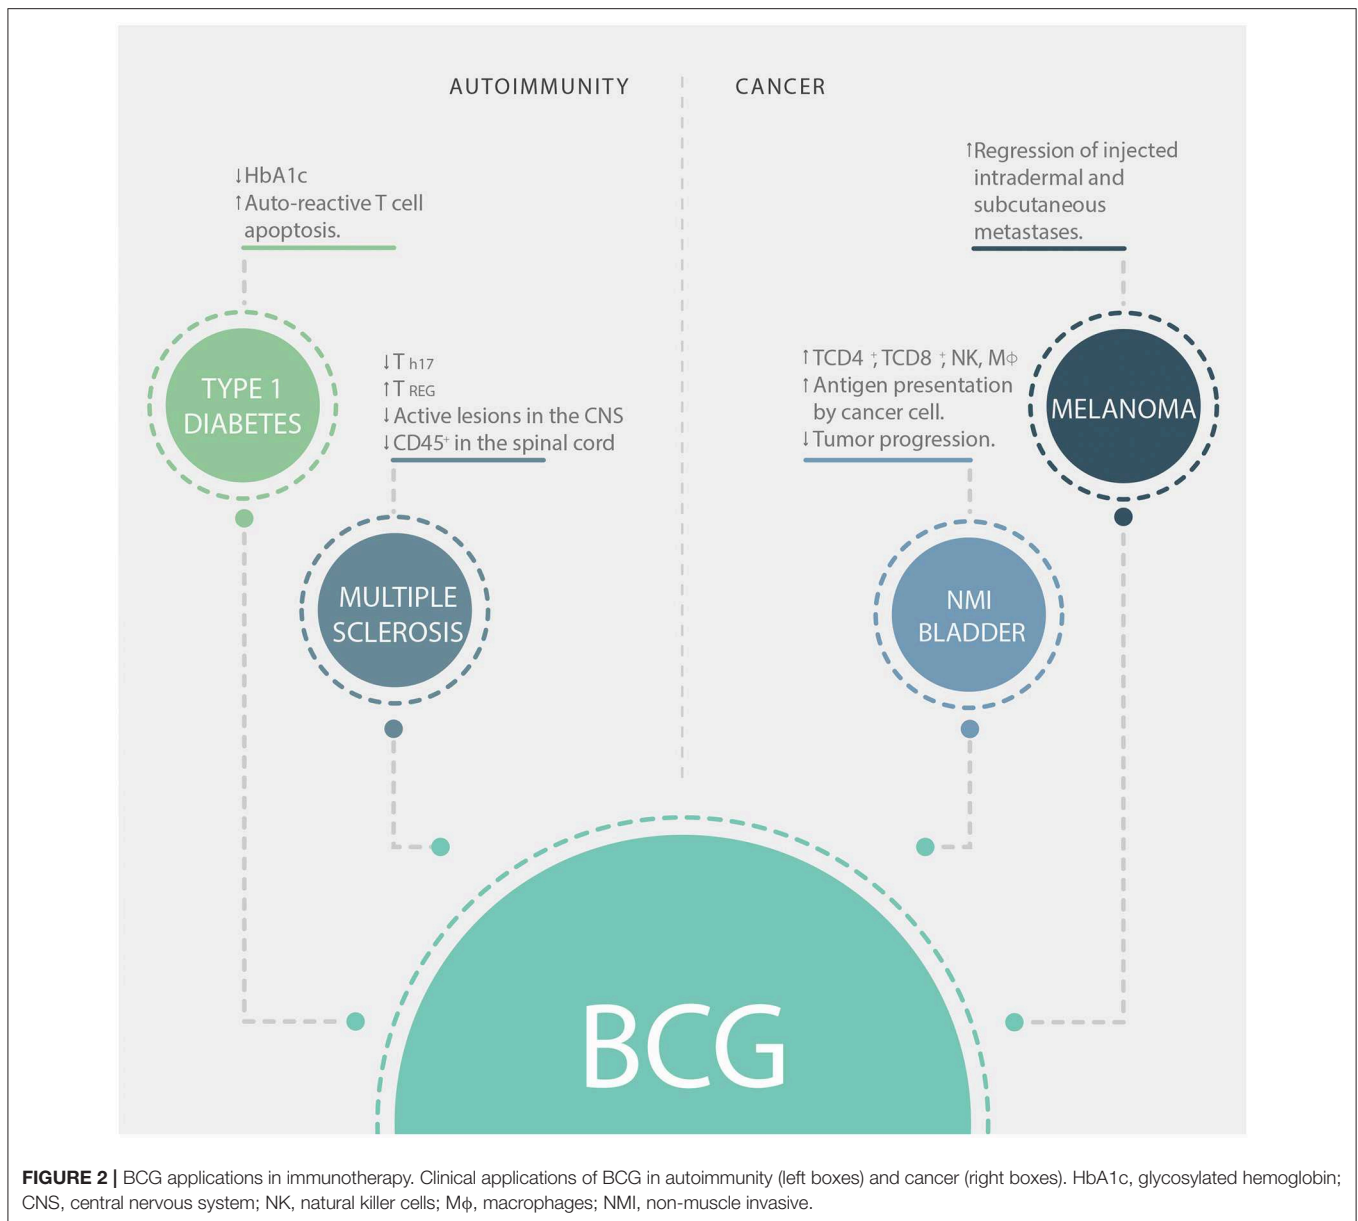 AUTOIMMUNITY
CANCER
↓HbA1c
↑Auto-reactive T cell
apoptosis.
TYPE 1
DIABETES
↓T h17
↑T REG
↓Active lesions in the CNS
↓CD45+ in the spinal cord
MULTIPLE
SCLEROSIS
↑Regression of injected
intradermal and
subcutaneous
metastases.
MELANOMA
↑TCD4 +, TCD8 +, NK, Mϕ
↑Antigen presentation
by cancer cell.
↓Tumor progression.
NMI
BLADDER
BCG
FIGURE 2 | BCG applications in immunotherapy. Clinical applications of BCG in autoimmunity (left boxes) and cancer (right boxes). HbA1c, glycosylated hemoglobin;
CNS, central nervous system; NK, natural killer cells; Mϕ, macrophages; NMI, non-muscle invasive.